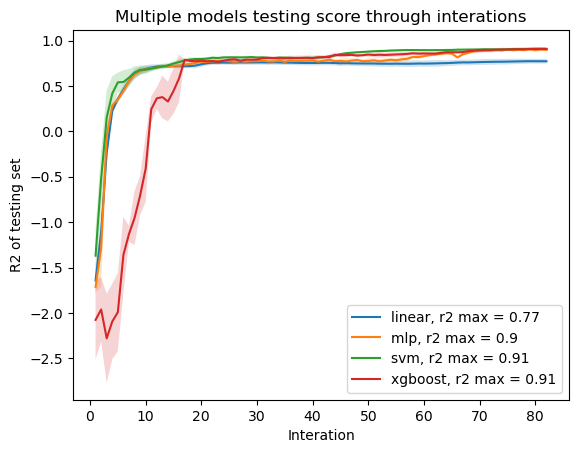 Multiple models testing score through interations
R2 of testing set
1.0
0.5
0.0
−0.5
−1.0
−1.5
−2.0
−2.5
linear, r2 max = 0.77
mlp, r2 max = 0.9
svm, r2 max = 0.91
xgboost, r2 max = 0.91
0 10 20 30 40 50 60 70 80
Interation